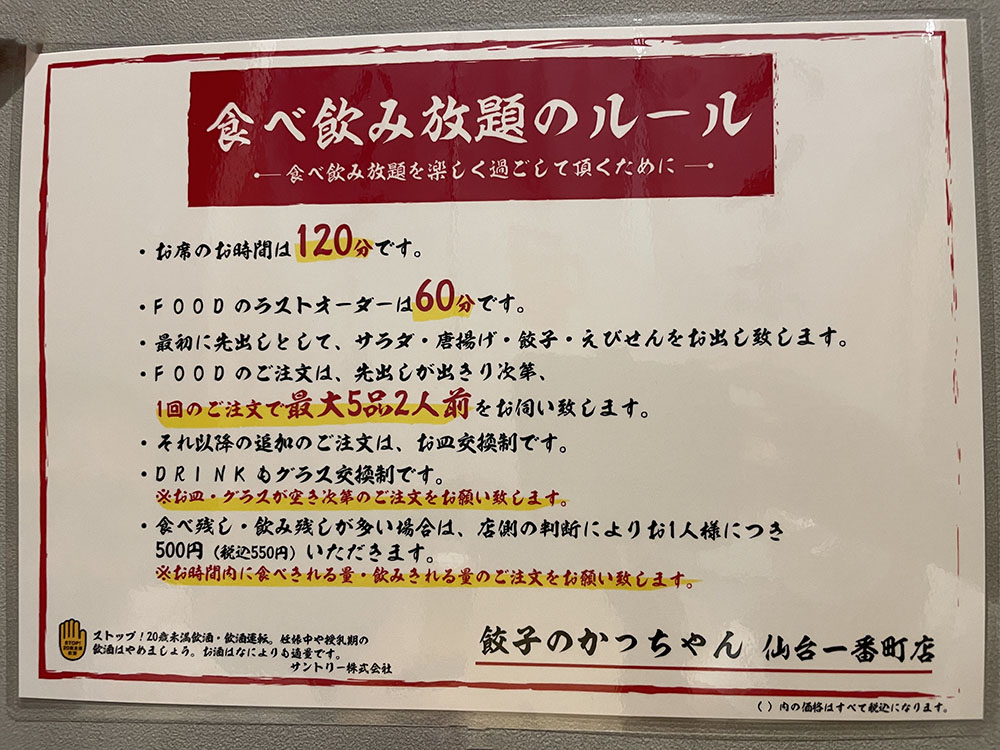 食べ飲み放題のルール
食べ飲み放題を楽しく過ごして頂くために
・お席のお時間は120分です。
・FOODのラストオーダーは60分です。
・最初に先出しとして、サラダ・唐揚げ・餃子・えびせんをお出し致します。
・FOODのご注文は、先出しが出きり次第、
1回のご注文で最大5品2人前をお伺い致します。
・それ以降の追加のご注文は、お皿交換制です。
・DRINKもグラス交換制です。
※お皿・グラスが空き次第のご注文をお願い致します。
・食べ残し・飲み残しが多い場合は、店側の判断によりお1人様につき
500円（税込550円）いただきます。
※お時間内に食べきれる量・飲みきれる量のご注文をお願い致します。
STOP!
ストップ！20歳未満飲酒・飲酒運転。妊娠中や授乳期の
飲酒はやめましょう。お酒はなによりも適量です。
サントリー株式会社
餃子のかっちゃん 仙台一番町店
（ ）内の価格はすべて税込になります。